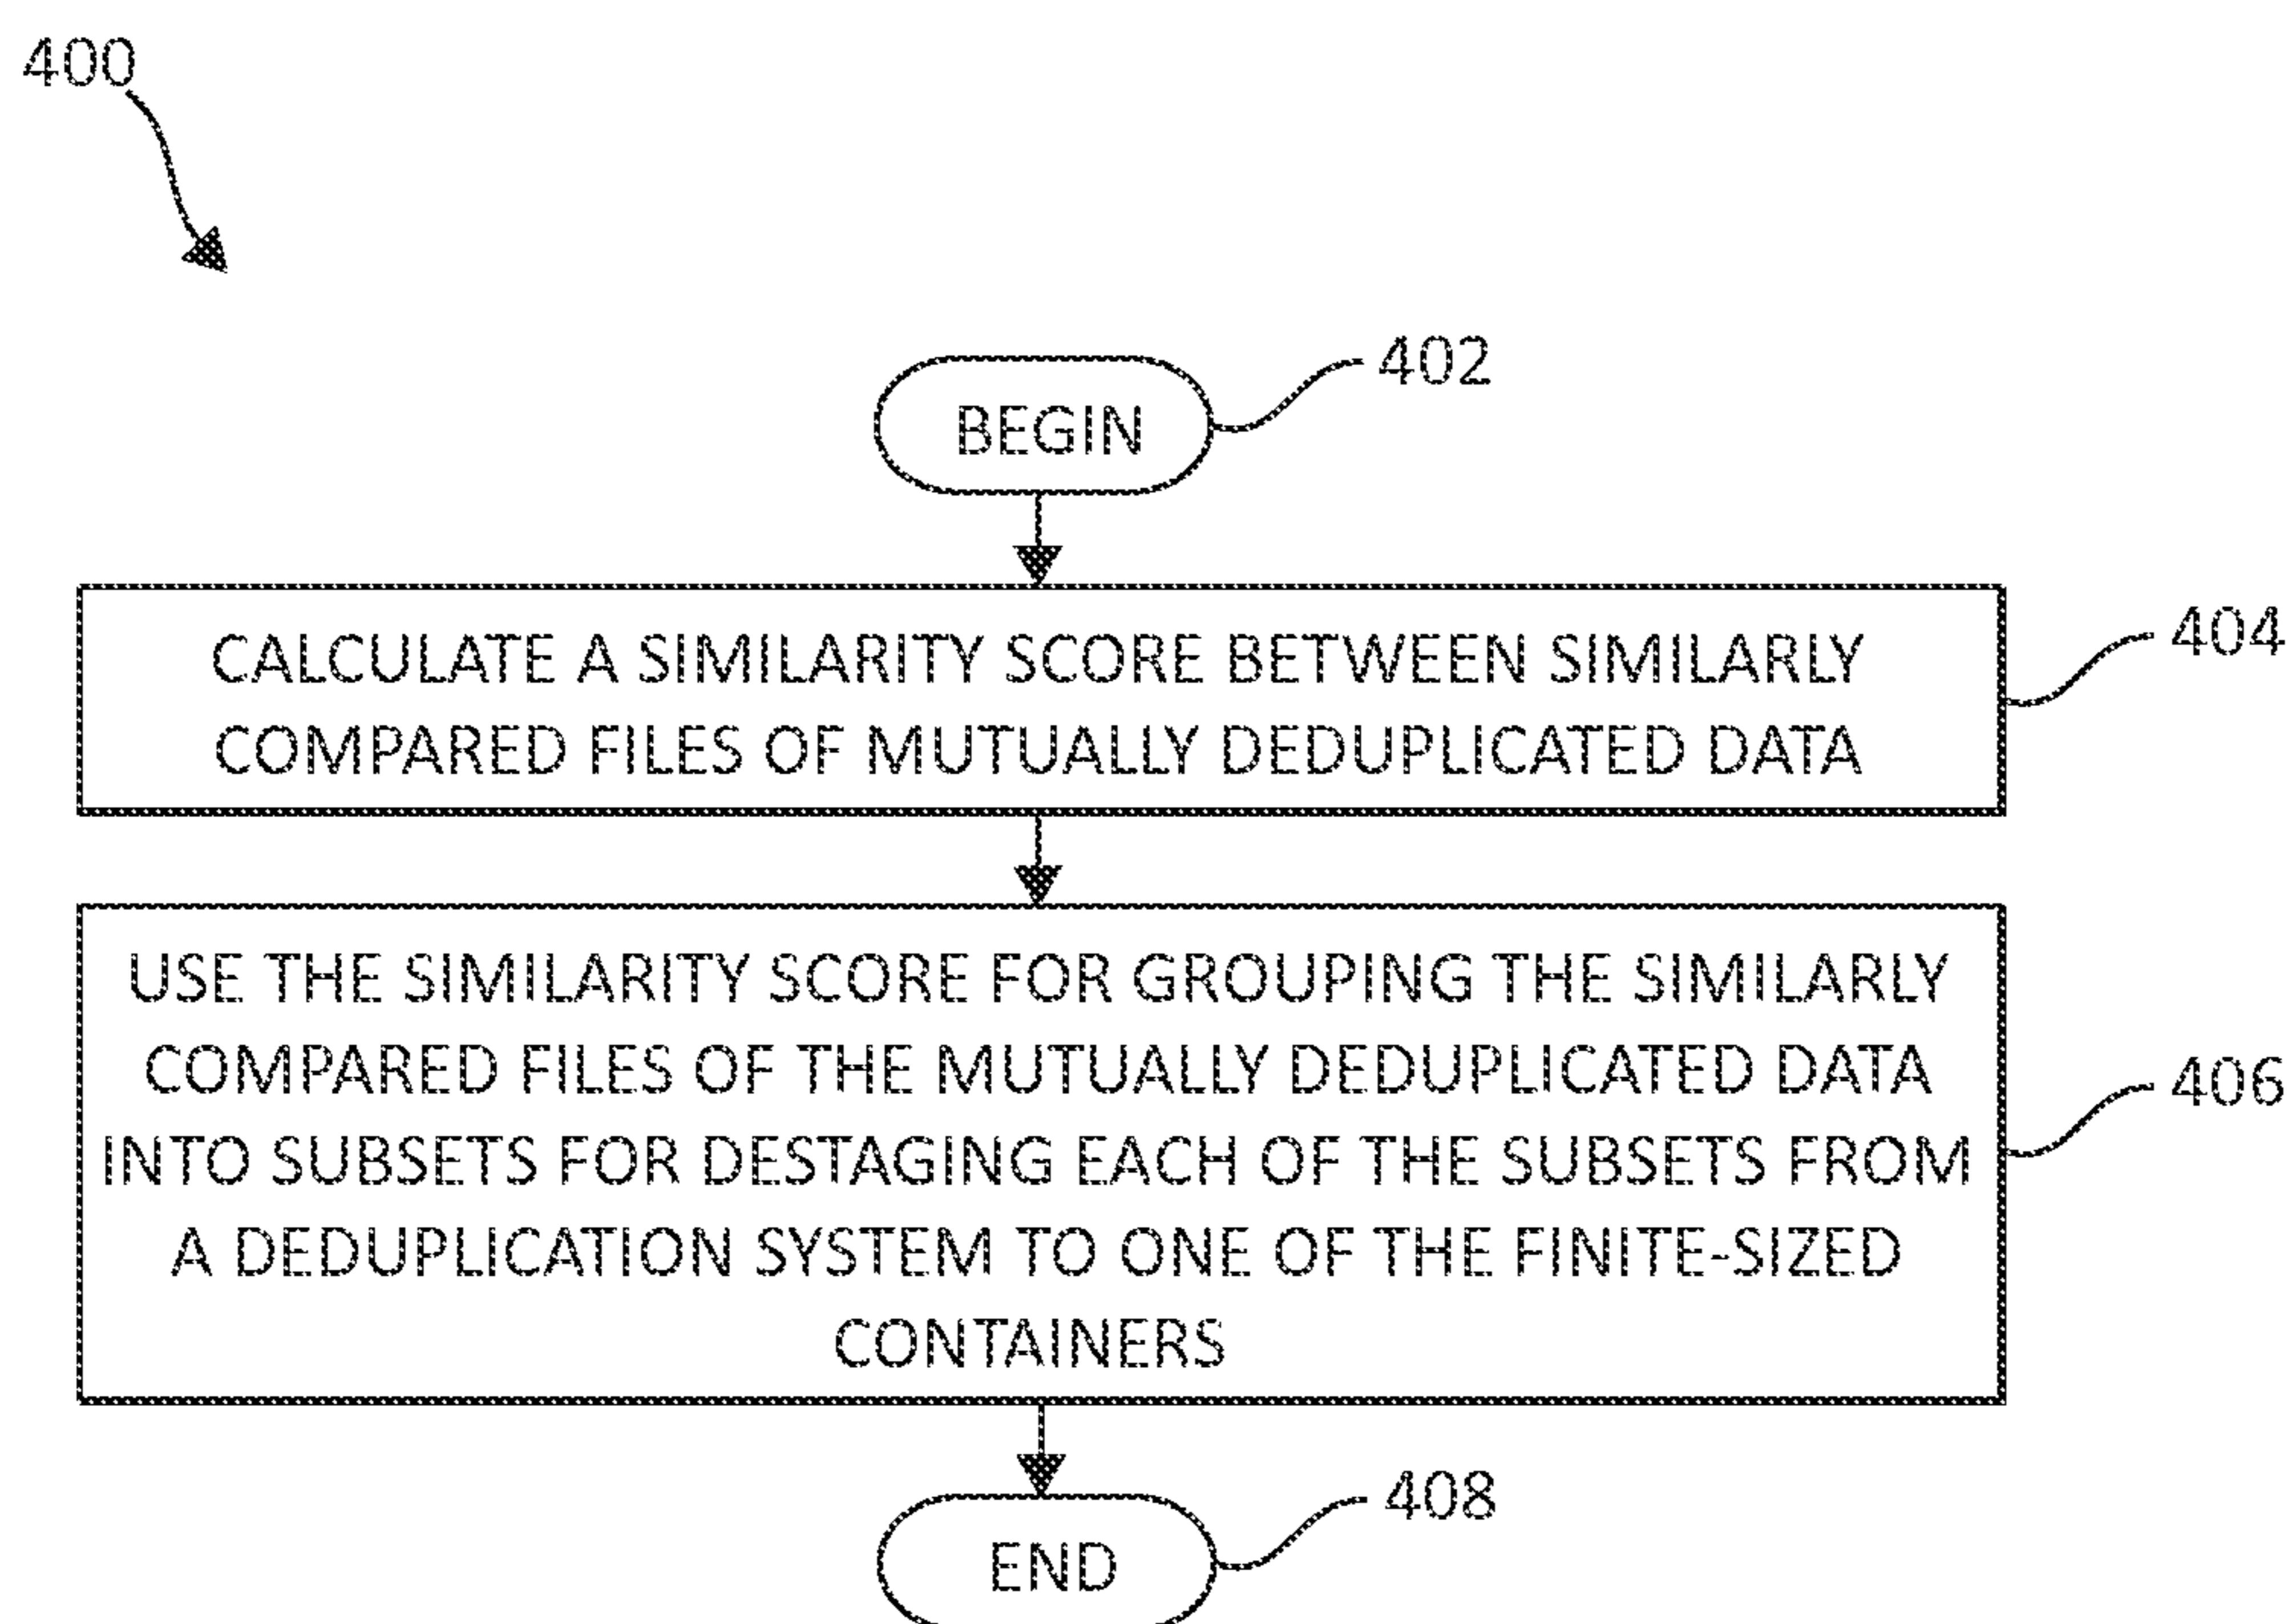 400
402
BEGIN
404
CALCULATE A SIMILARITY SCORE BETWEEN SIMILARLY
COMPARED FILES OF MUTUALLY DEDUPLICATED DATA
USE THE SIMILARITY SCORE FOR GROUPING THE SIMILARLY
COMPARED FILES OF THE MUTUALLY DEDUPLICATED DATA
406
INTO SUBSETS FOR DESTAGING EACH OF THE SUBSETS FROM
A DEDUPLICATION SYSTEM TO ONE OF THE FINITE-SIZED
CONTAINERS
408
END